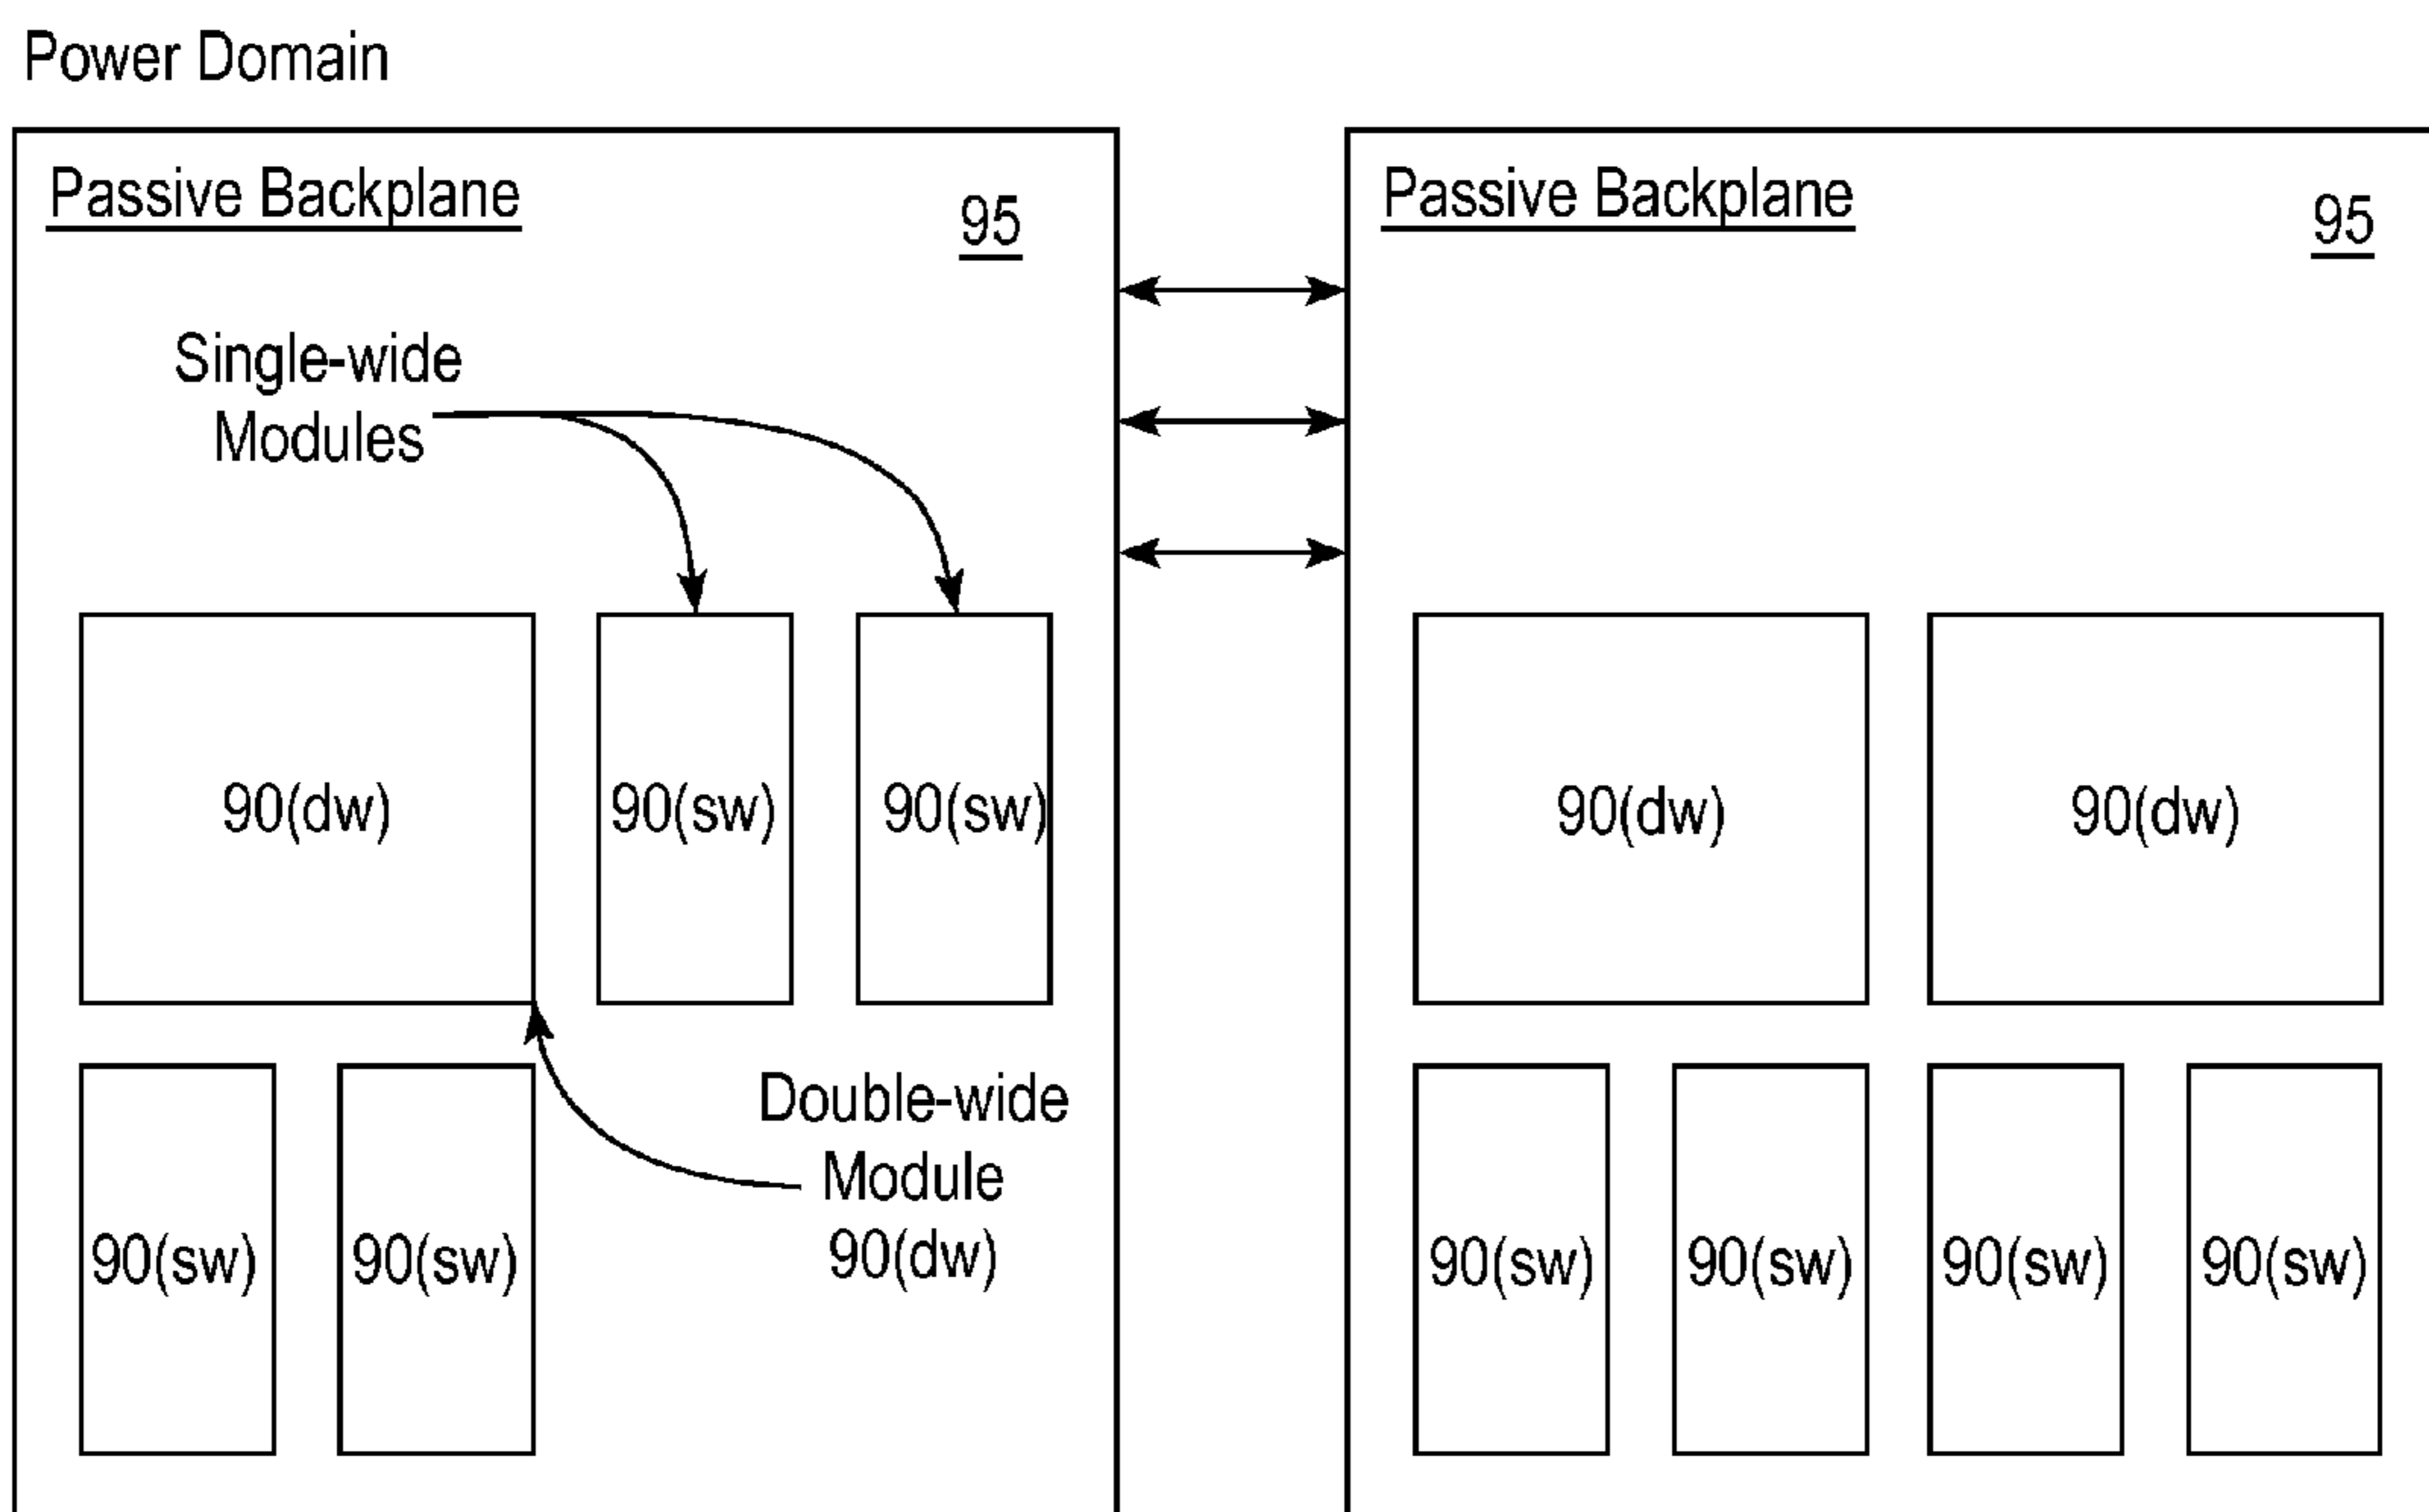 Power Domain
Passive Backplane
95
Single-wide
Modules
90(dw)
90(sw)
90(sw)
Double-wide
Module
90(dw)
90(sw)
90(sw)
Passive Backplane
95
90(dw)
90(dw)
90(sw)
90(sw)
90(sw)
90(sw)